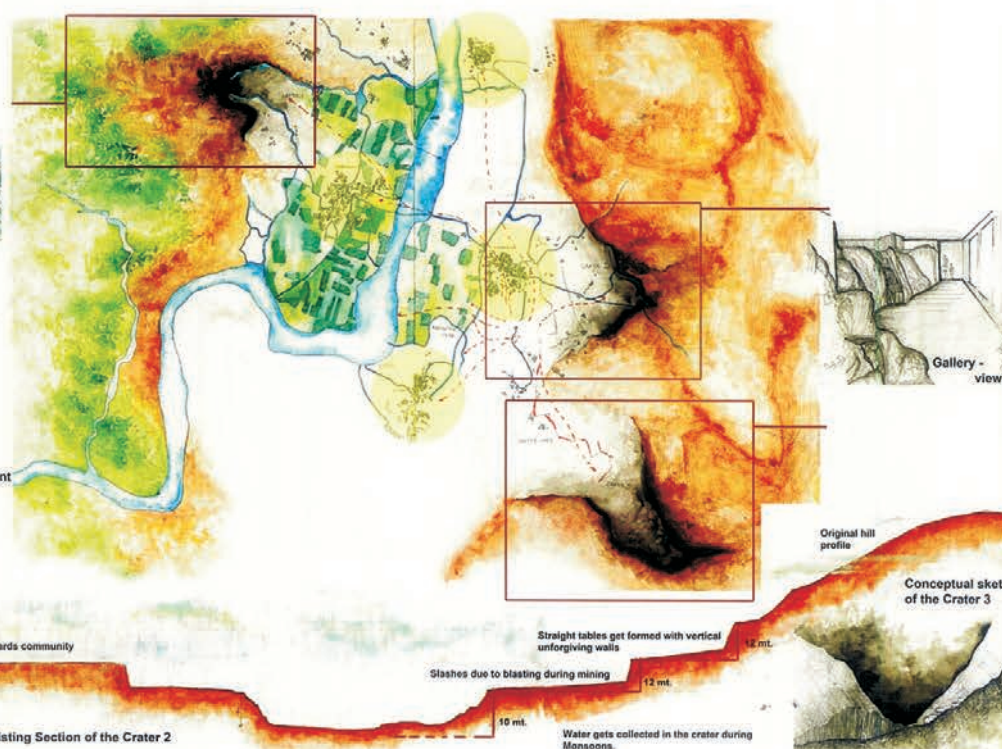 Gallery -
view
nt
Original hill
profile
Conceptual sket
of the Crater 3
ards community
Straight tables get formed with vertical
unforgiving walls
12 mt.
Slashes due to blasting during mining
12 mt.
10 mt.
isting Section of the Crater 2
Water gets collected in the crater during
Monsoons.